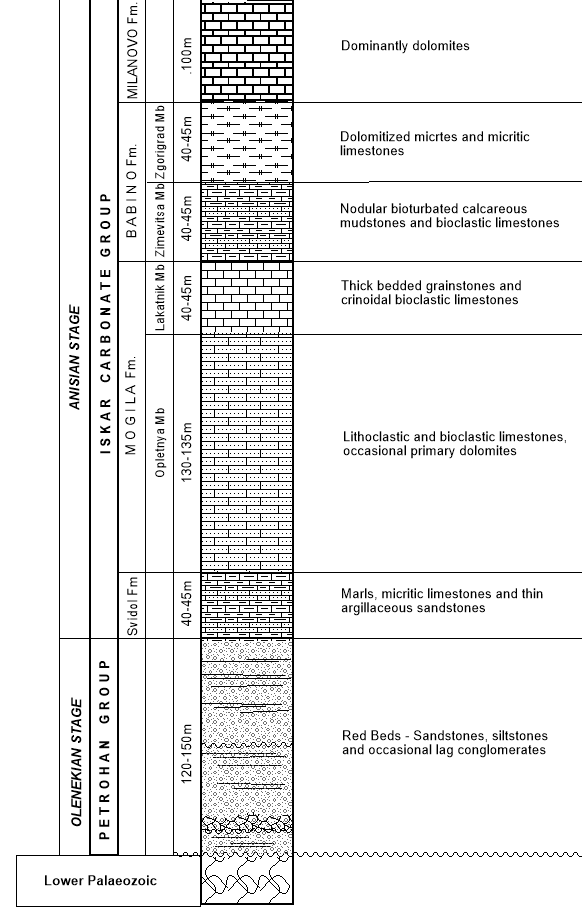 MILANOVO Fm.
.100m
Dominantly dolomites
BABINO Fm.
Zgorigrad Mb
40-45m
Dolomitized micrtes and micritic
limestones
Zimevitsa Mb
40-45m
Nodular bioturbated calcareous
mudstones and bioclastic limestones
ANISIAN STAGE
ISKAR CARBONATE GROUP
MOGILA Fm.
Lakatnik Mb
40-45m
Thick bedded grainstones and
crinoidal bioclastic limestones
Opletnya Mb
130-135m
Lithoclastic and bioclastic limestones,
occasional primary dolomites
Svidol Fm
40-45m
Marls, micritic limestones and thin
argillaceous sandstones
OLENEKIAN STAGE
PETROHAN GROUP
120-150m
Red Beds - Sandstones, siltstones
and occasional lag conglomerates
Lower Palaeozoic